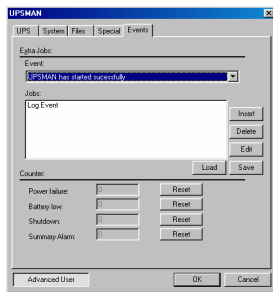 UPSMAN
UPS System Files Special Events
Extra Jobs:
Event:
UPSMAN has started sucessfully
Jobs:
Log Event
Insert
Delete
Edit
Load Save
Counter:
Power failure: 0 Reset
Battery low: 0 Reset
Shutdown: 0 Reset
Summary Alarm: 0 Reset
Advanced User OK Cancel